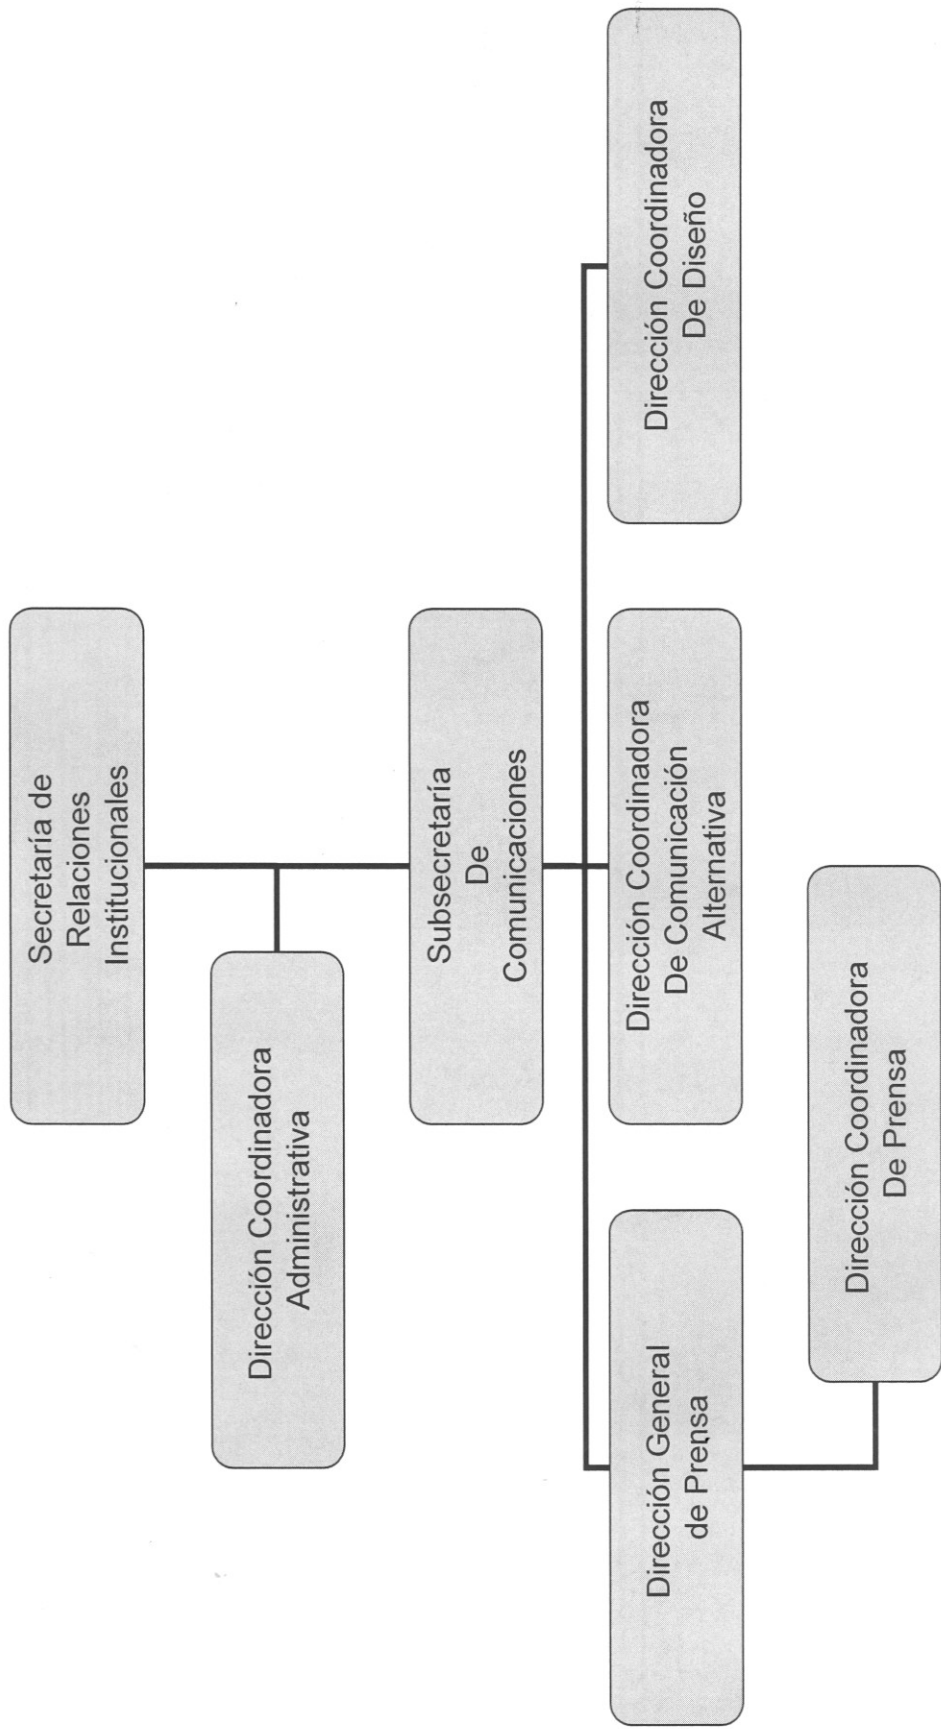 Secretaría de
Relaciones
Institucionales
Dirección Coordinadora
Administrativa
Subsecretaría
De
Comunicaciones
Dirección General
de Prensa
Dirección Coordinadora
De Comunicación
Alternativa
Dirección Coordinadora
De Diseño
Dirección Coordinadora
De Prensa